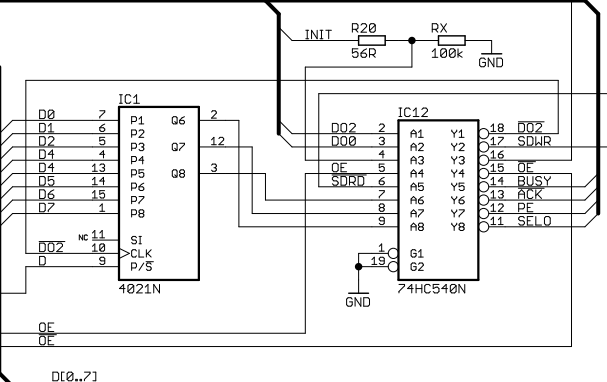 R20 RX
INIT
56R 100k
GND
IC1
IC12
D0 7 P1 Q6 2
D1 6 P2
D2 5 P3 Q7 12
D4 4 P4
D4 13 P5 Q8 3
D5 14 P6
D6 15 P7
D7 1 P8
NC 11 SI
DO2 10 CLK
D 9 P/S
4021N
DO2 2 A1 Y1 18 DO2
DO0 3 A2 Y2 17 SDWR
4 A3 Y3 16
OE 5 A4 Y4 15 OE
SDRD 6 A5 Y5 14 BUSY
7 A6 Y6 13 ACK
8 A7 Y7 12 PE
9 A8 Y8 11 SELO
1 G1
19 G2
GND
74HC540N
OE
OE
D[0..7]